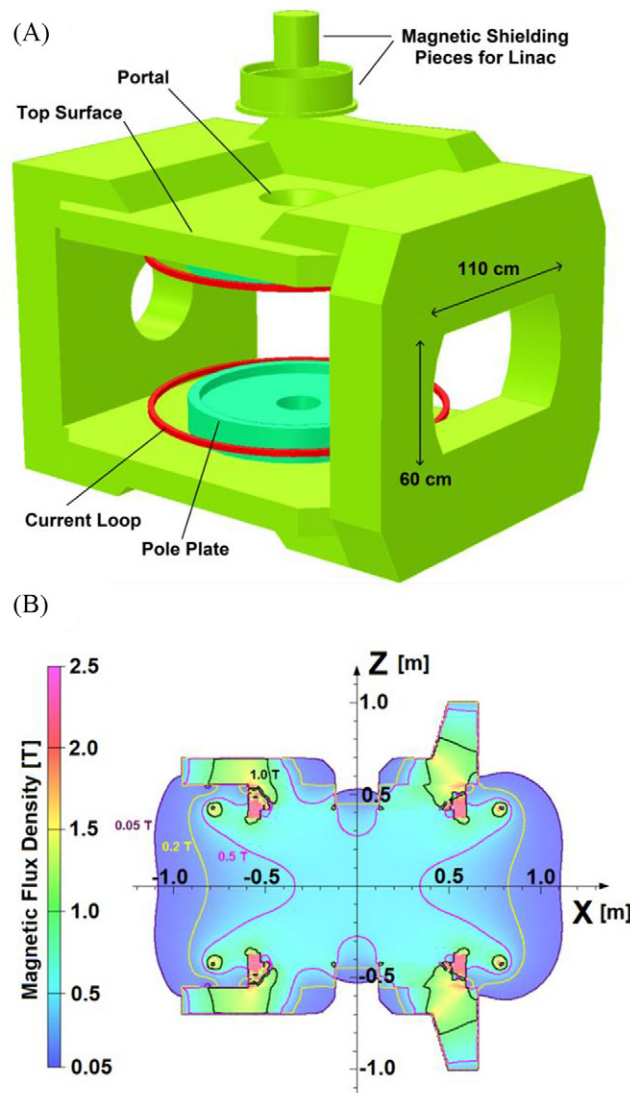 (A)
Magnetic Shielding
Pieces for Linac
Portal
Top Surface
110 cm
60 cm
Current Loop
Pole Plate
(B)
Magnetic Flux Density [T]
2.5
2.0
1.5
1.0
0.5
0.05
Z [m]
1.0
1.0 T
0.5
0.05 T
0.2 T
0.5 T
-1.0
-0.5
0.5
1.0
X [m]
-0.5
-1.0